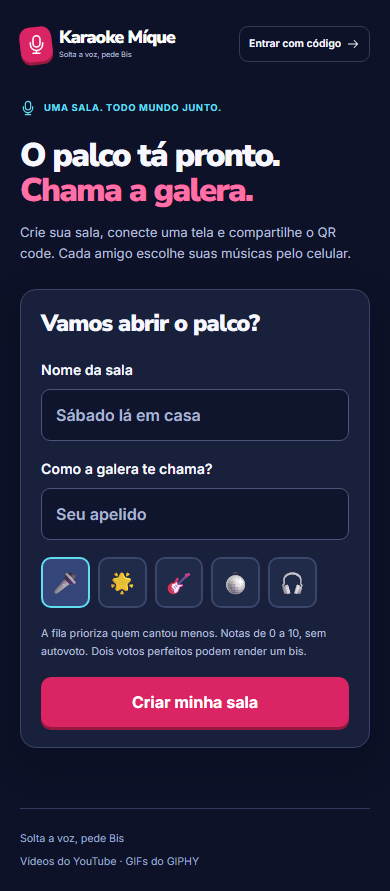 Karaoke Míque
Solta a voz, pede Bis
Entrar com código →
UMA SALA. TODO MUNDO JUNTO.
O palco tá pronto.
Chama a galera.
Crie sua sala, conecte uma tela e compartilhe o QR
code. Cada amigo escolhe suas músicas pelo celular.
Vamos abrir o palco?
Nome da sala
Sábado lá em casa
Como a galera te chama?
Seu apelido
A fila prioriza quem cantou menos. Notas de 0 a 10, sem
autovoto. Dois votos perfeitos podem render um bis.
Criar minha sala
Solta a voz, pede Bis
Vídeos do YouTube · GIFs do GIPHY